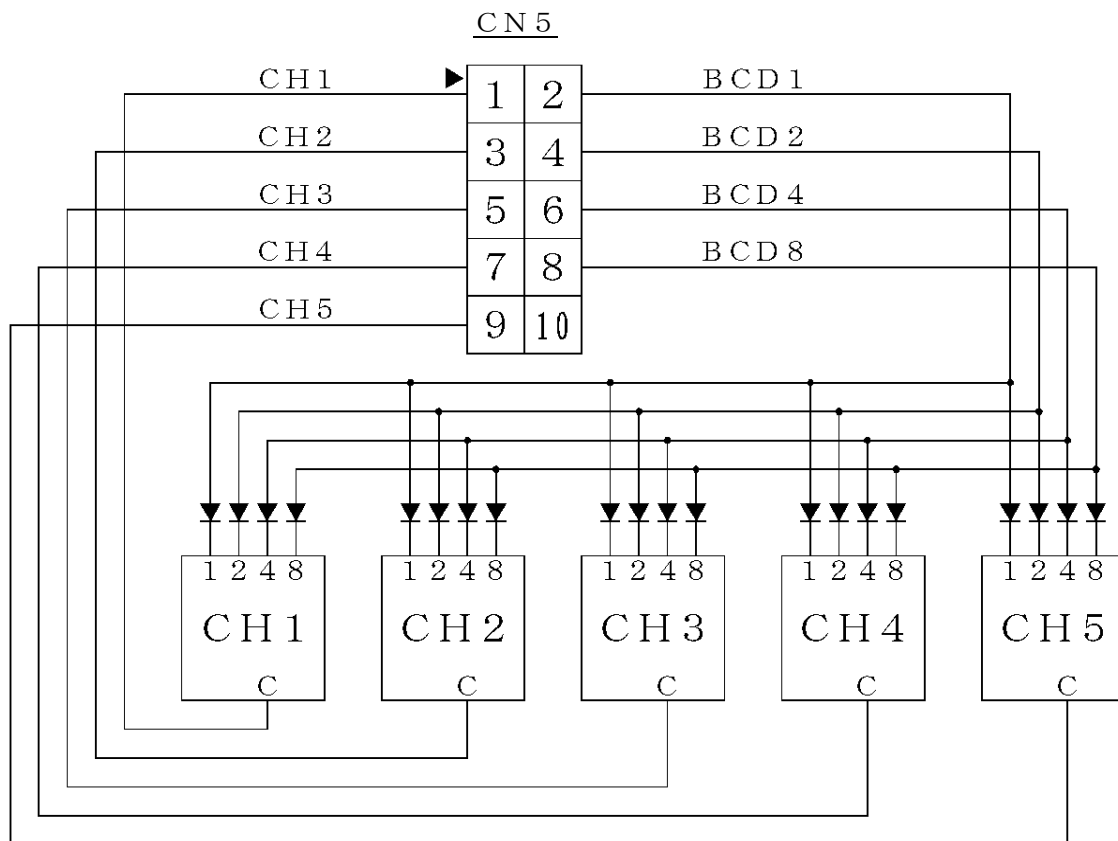 CN5
CH1 1 2 BCD1
CH2 3 4 BCD2
CH3 5 6 BCD4
CH4 7 8 BCD8
CH5 9 10
1 2 4 8 1 2 4 8 1 2 4 8 1 2 4 8 1 2 4 8
CH1 CH2 CH3 CH4 CH5
C C C C C